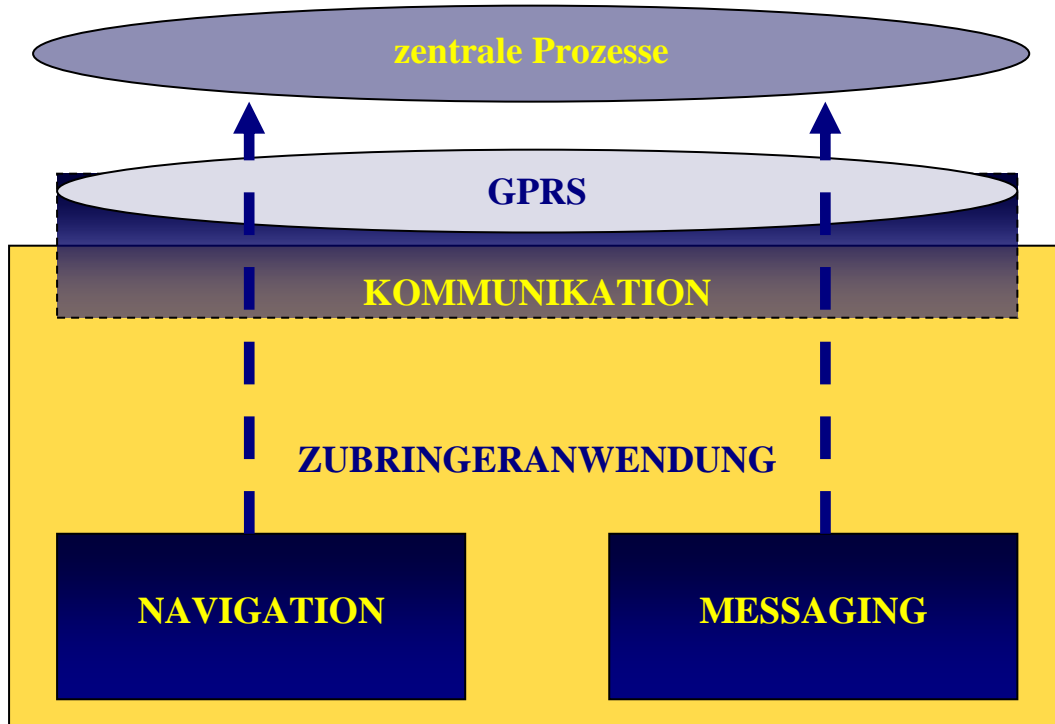 zentrale Prozesse
GPRS
KOMMUNIKATION
ZUBRINGERANWENDUNG
NAVIGATION
MESSAGING